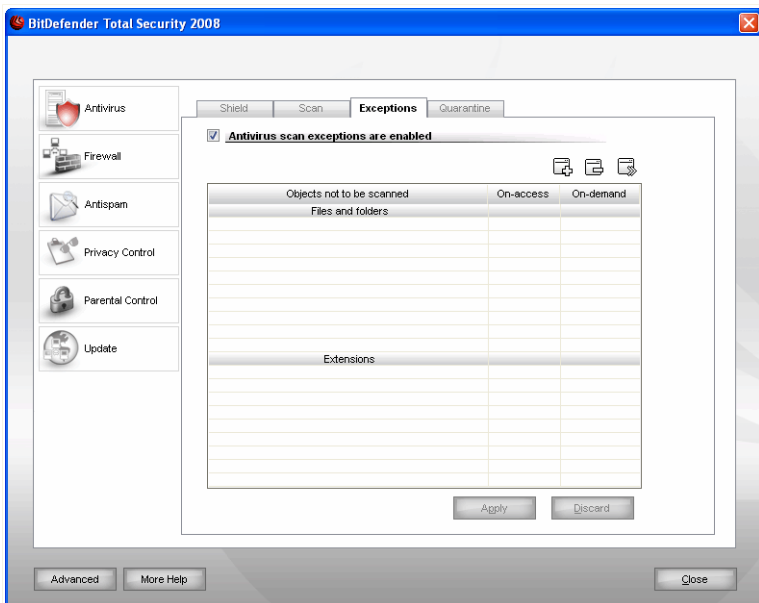 BitDefender Total Security 2008
Antivirus
Firewall
Antispam
Privacy Control
Parental Control
Update
Shield Scan Exceptions Quarantine
Antivirus scan exceptions are enabled
Objects not to be scanned On-access On-demand
Files and folders
Extensions
Apply Discard
Advanced More Help Close